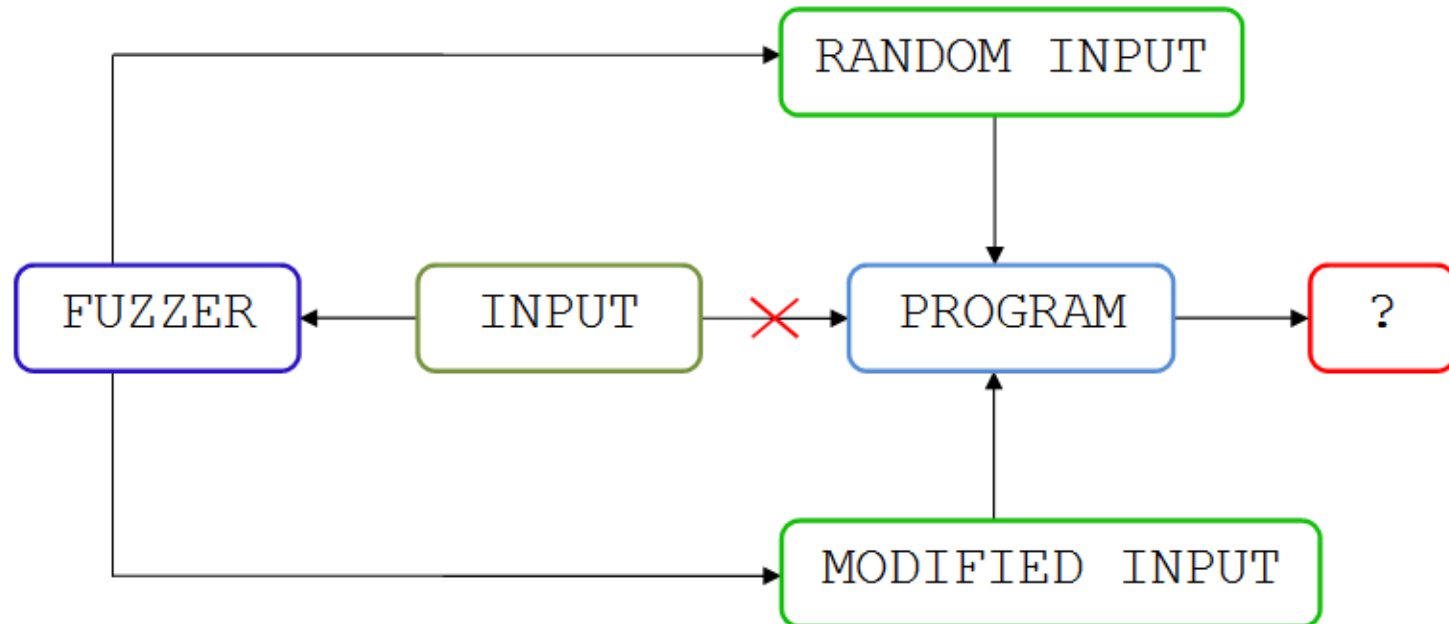 RANDOM INPUT
FUZZER
INPUT
PROGRAM
?
MODIFIED INPUT